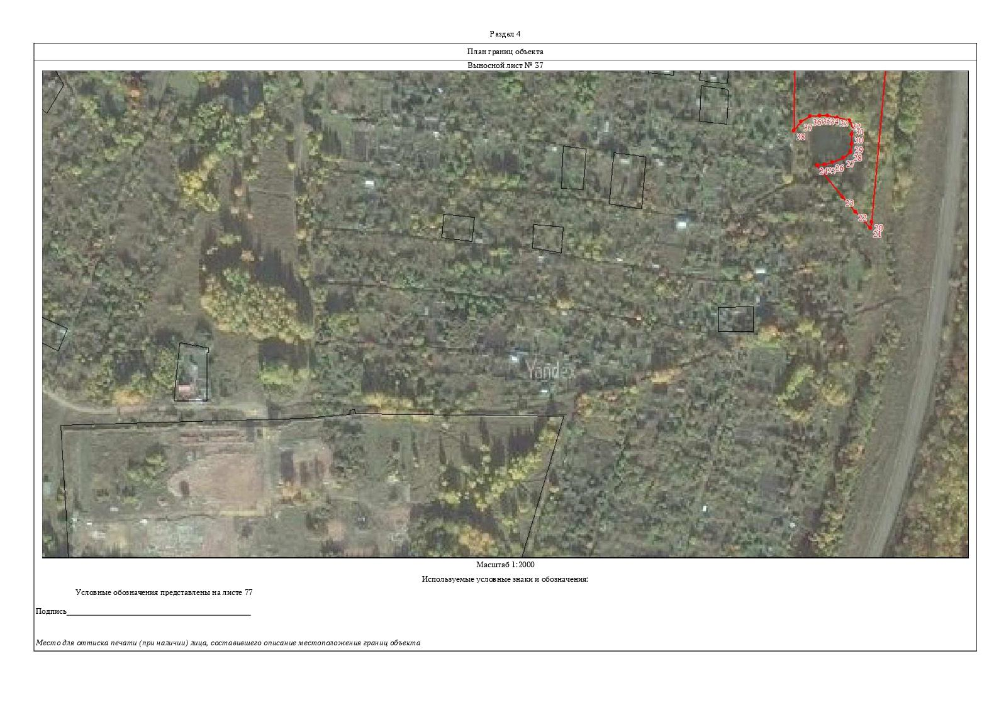 Раздел 4
План границ объекта
Выносной лист № 37
36 35 34 33
37 32
38 31
30
29
28
24 25 26 27
23
22
20
21
Yandex
Масштаб 1:2000
Используемые условные знаки и обозначения:
Условные обозначения представлены на листе 77
Подпись
Место для оттиска печати (при наличии) лица, составившего описание местоположения границ объекта